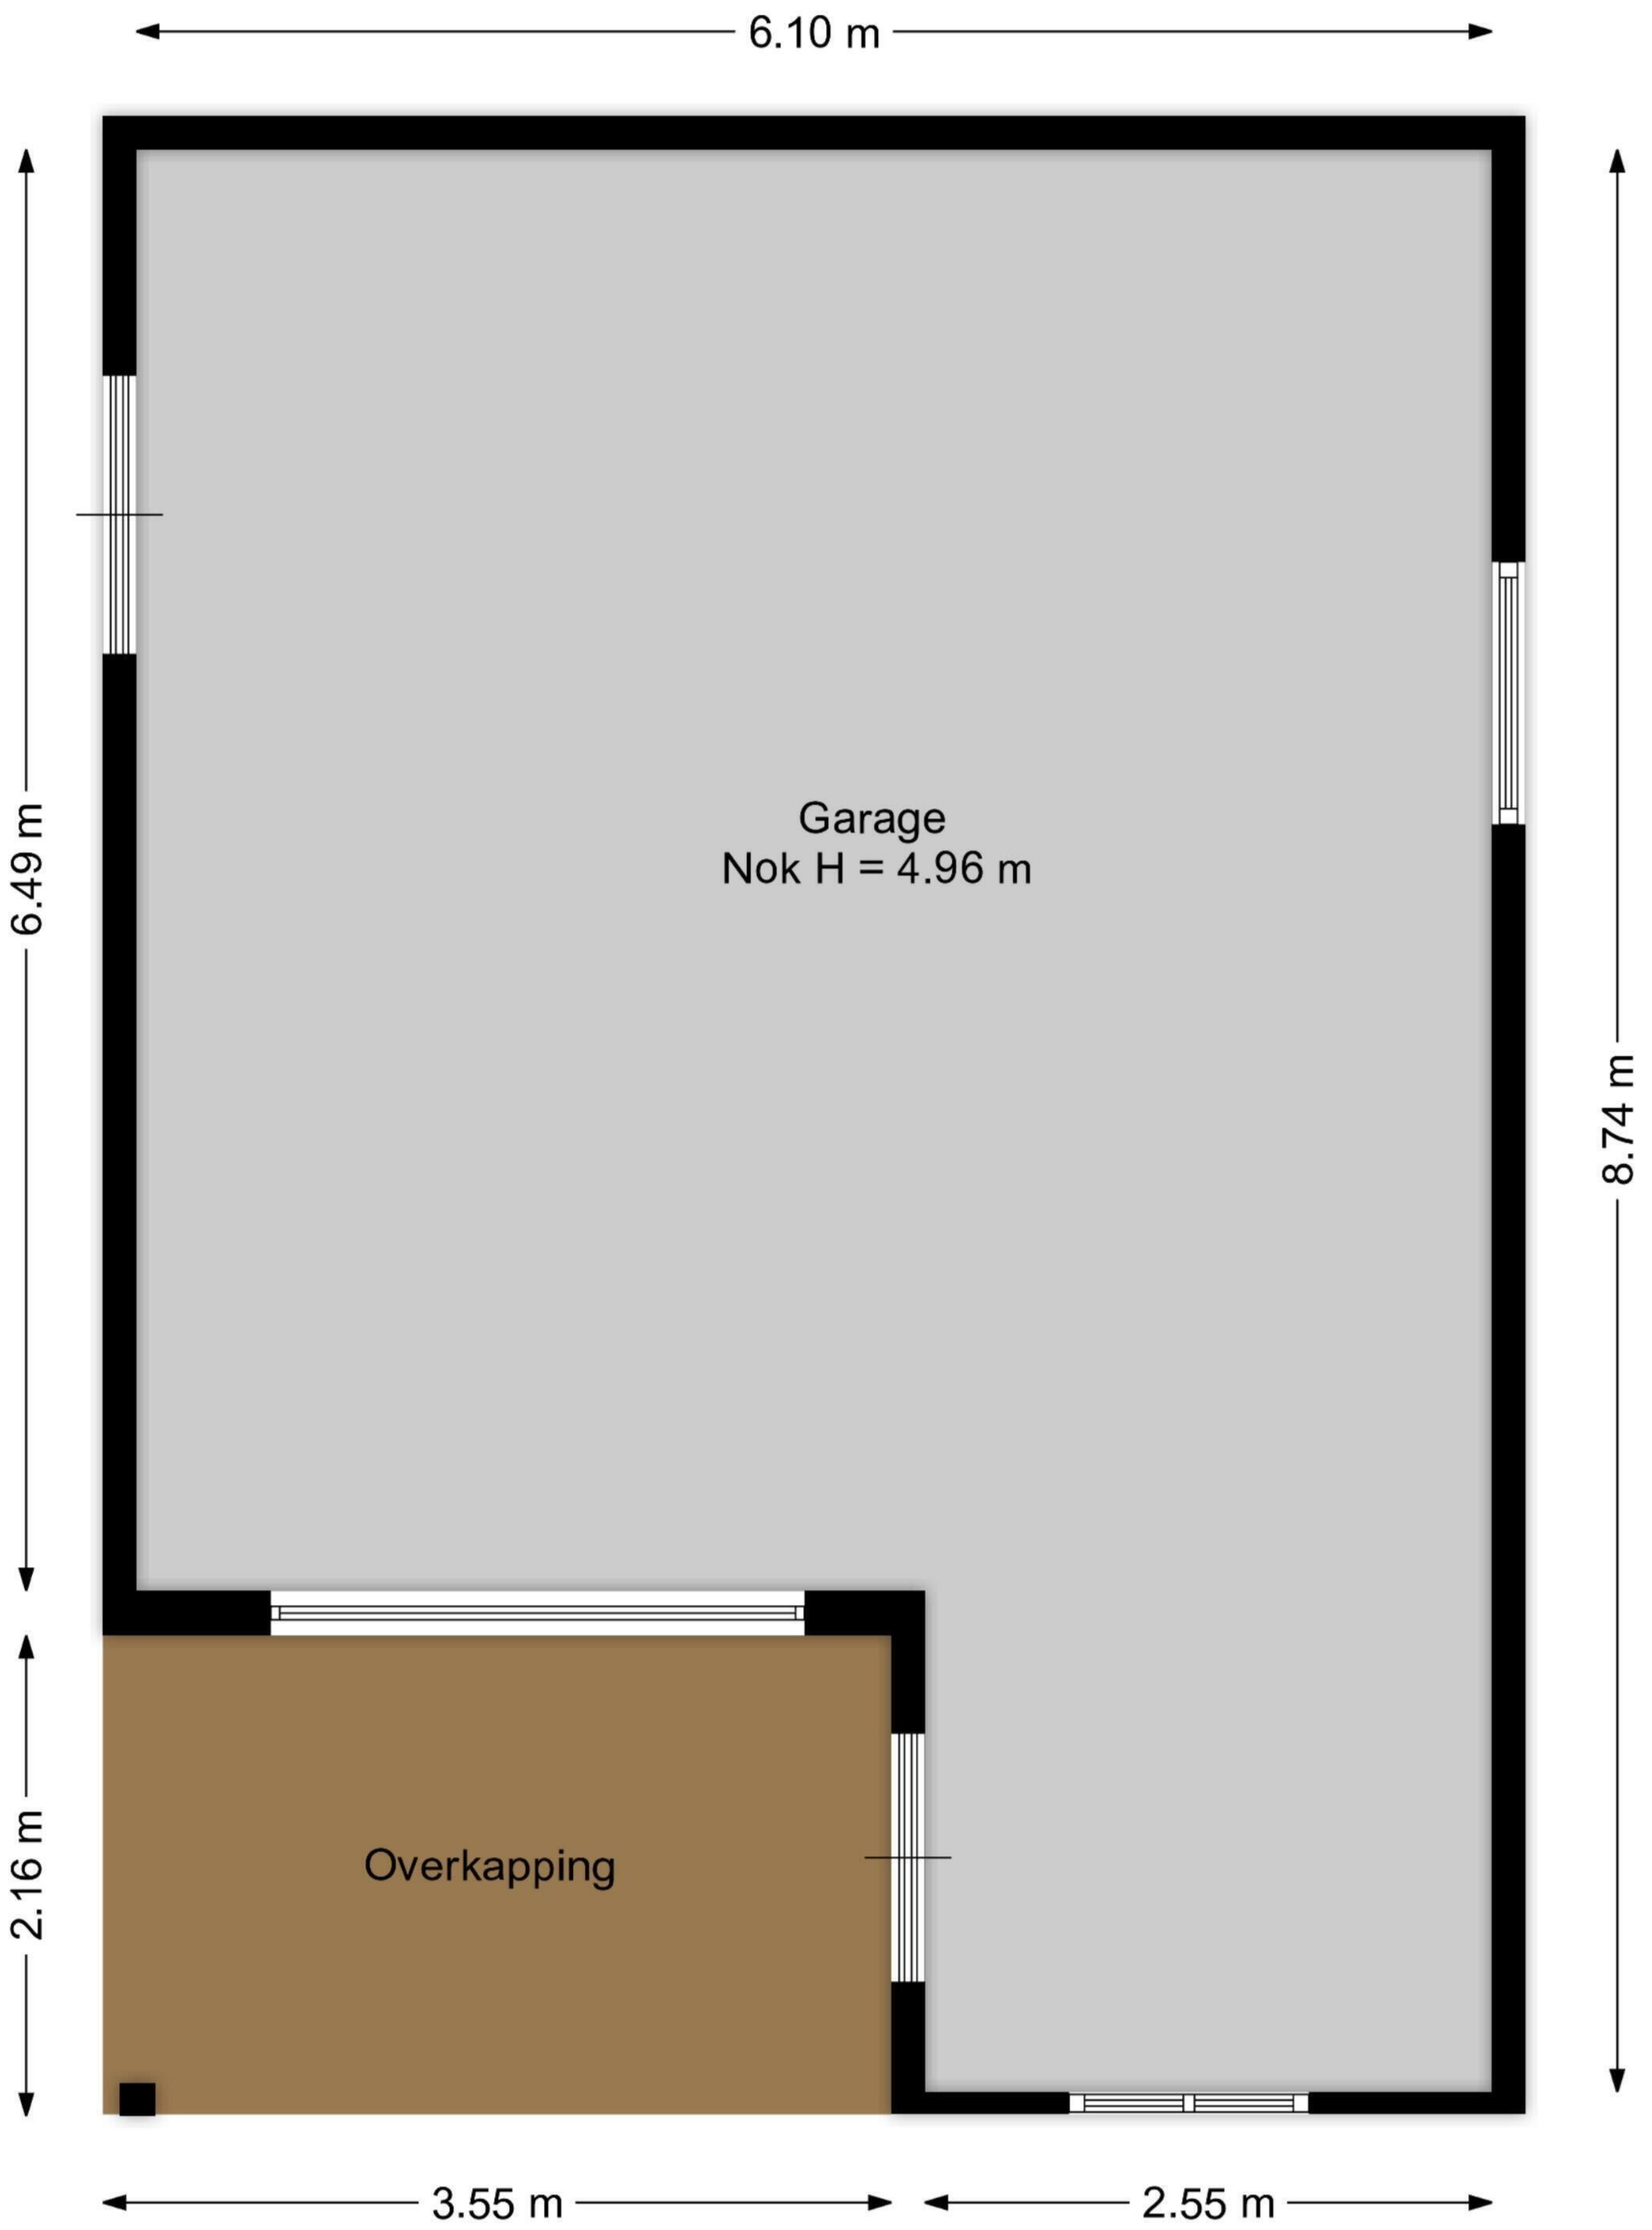 6.10 m
6.49 m
Garage
Nok H = 4.96 m
8.74 m
2.16 m
Overkapping
3.55 m
2.55 m